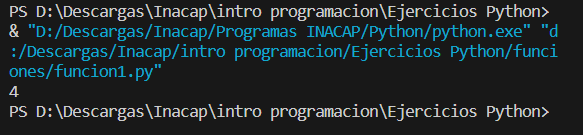 PS D:\Descargas\Inacap\intro programacion\Ejercicios Python>
& "D:/Descargas/Inacap/Programas INACAP/Python/python.exe" "d
:/Descargas/Inacap/intro programacion/Ejercicios Python/funci
ones/funcion1.py"
4
PS D:\Descargas\Inacap\intro programacion\Ejercicios Python>